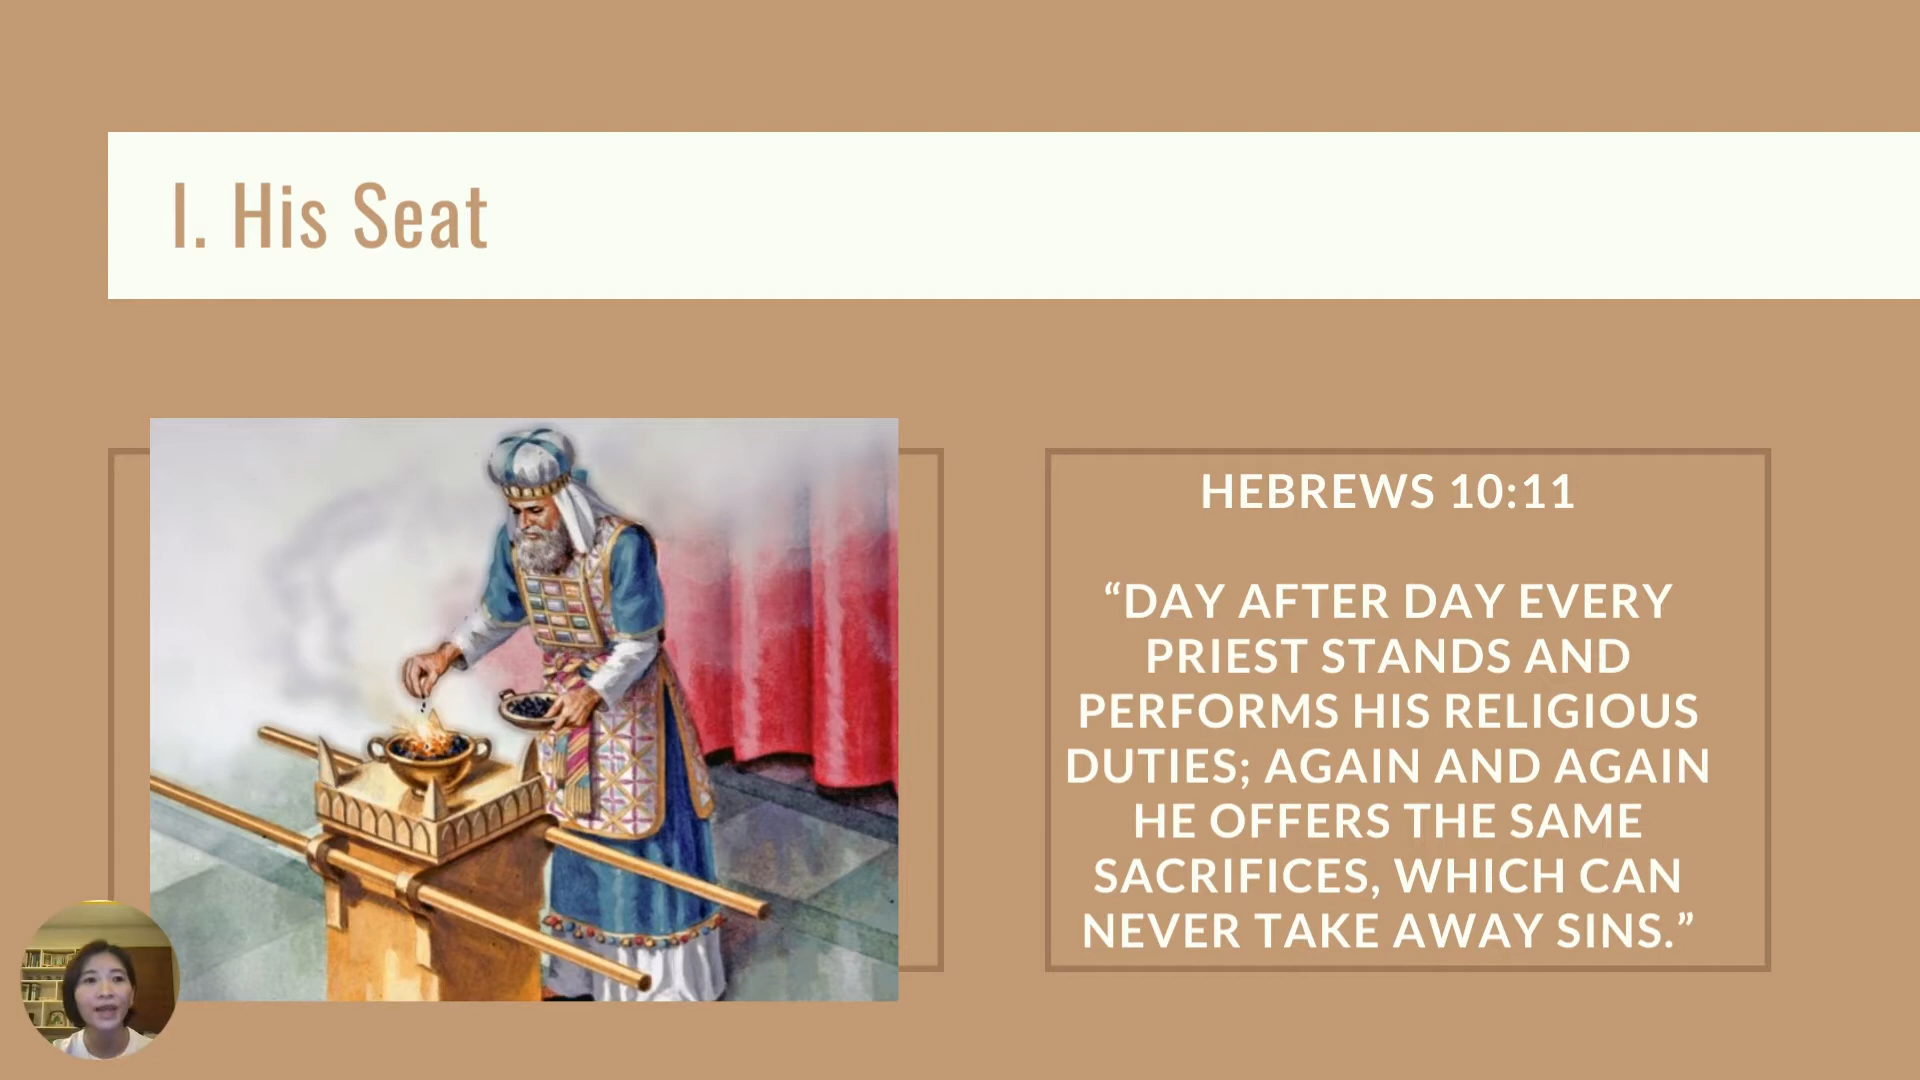 I. His Seat
HEBREWS 10:11
“DAY AFTER DAY EVERY
PRIEST STANDS AND
PERFORMS HIS RELIGIOUS
DUTIES; AGAIN AND AGAIN
HE OFFERS THE SAME
SACRIFICES, WHICH CAN
NEVER TAKE AWAY SINS.”